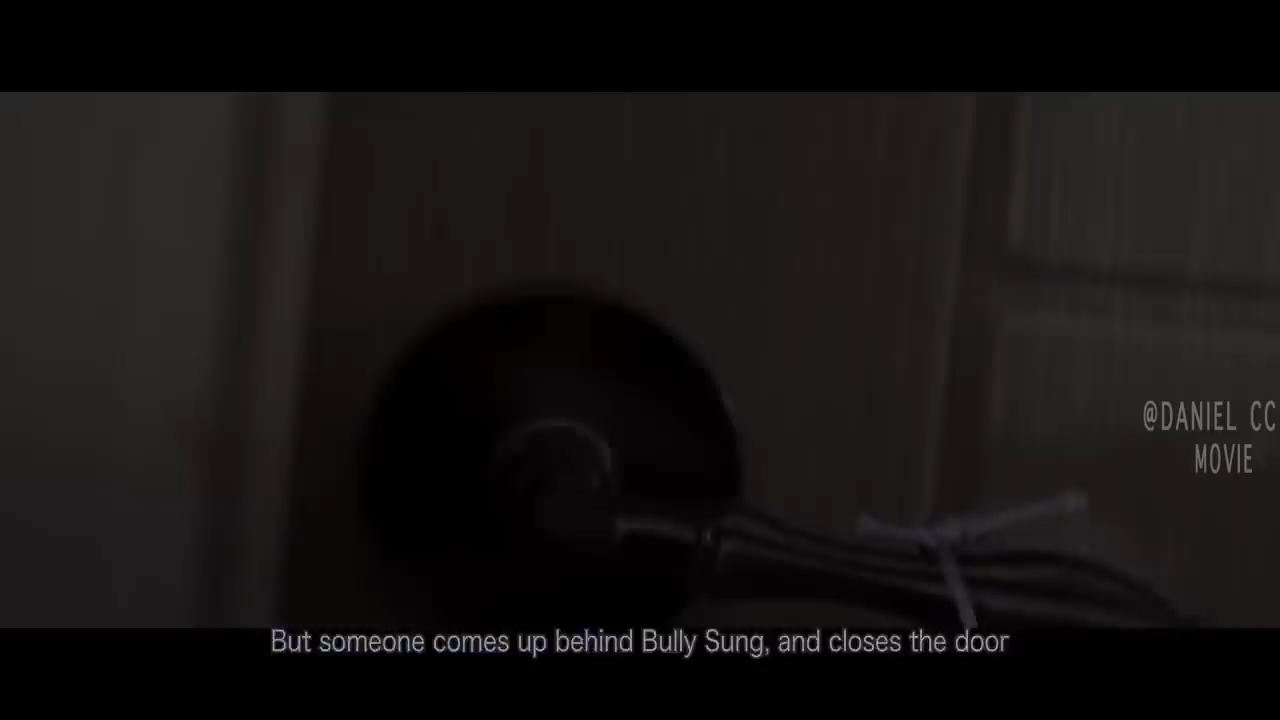 @DANIEL CC
MOVIE
But someone comes up behind Bully Sung, and closes the door